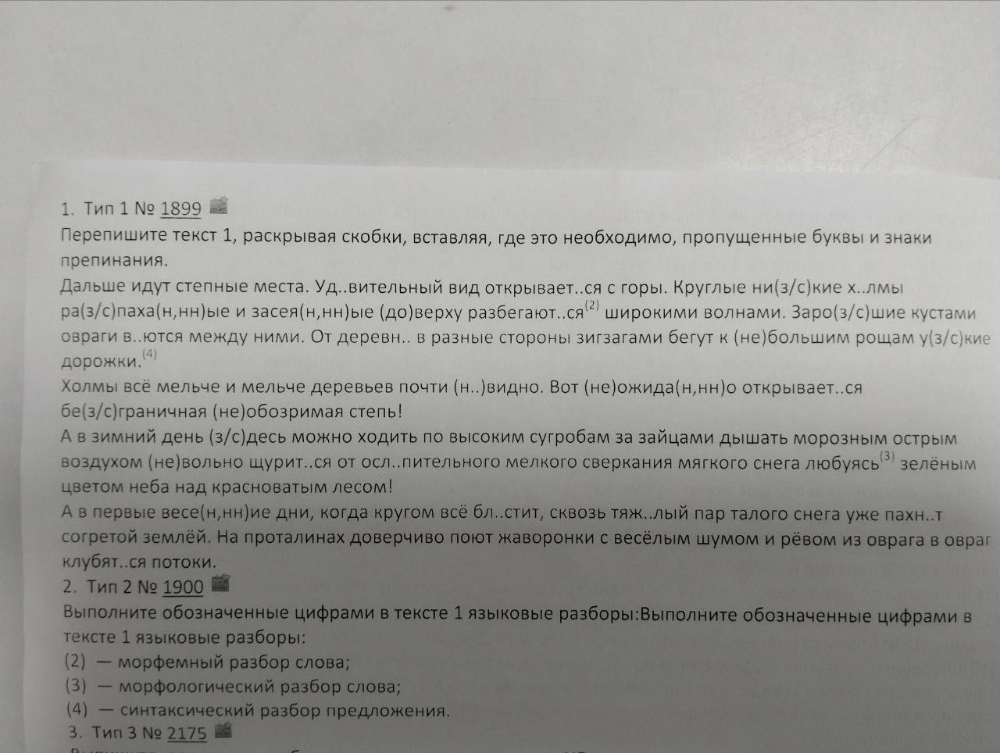 1. Тип 1 № 1899
Перепишите текст 1, раскрывая скобки, вставляя, где это необходимо, пропущенные буквы и знаки
препинания.
Дальше идут степные места. Уд..вительный вид открывает..ся с горы. Круглые ни(з/с)кие х..лмы
ра(з/с)паха(н,нн)ые и засея(н,нн)ые (до)верху разбегают..ся(2) широкими волнами. Заро(з/с)шие кустами
овраги в..ются между ними. От деревн.. в разные стороны зигзагами бегут к (не)большим рощам у(з/с)кие
дорожки.(4)
Холмы всё мельче и мельче деревьев почти (н..)видно. Вот (не)ожида(н,нн)о открывает..ся
бе(з/с)граничная (не)обозримая степь!
А в зимний день (з/с)десь можно ходить по высоким сугробам за зайцами дышать морозным острым
воздухом (не)вольно щурит..ся от осл..пительного мелкого сверкания мягкого снега любуясь(3) зелёным
цветом неба над красноватым лесом!
А в первые весе(н,нн)ие дни, когда кругом всё бл..стит, сквозь тяж..лый пар талого снега уже пахн..т
согретой землёй. На проталинах доверчиво поют жаворонки с весёлым шумом и рёвом из оврага в овраг
клубят..ся потоки.
2. Тип 2 № 1900
Выполните обозначенные цифрами в тексте 1 языковые разборы:Выполните обозначенные цифрами в
тексте 1 языковые разборы:
(2) — морфемный разбор слова;
(3) — морфологический разбор слова;
(4) — синтаксический разбор предложения.
3. Тип 3 № 2175